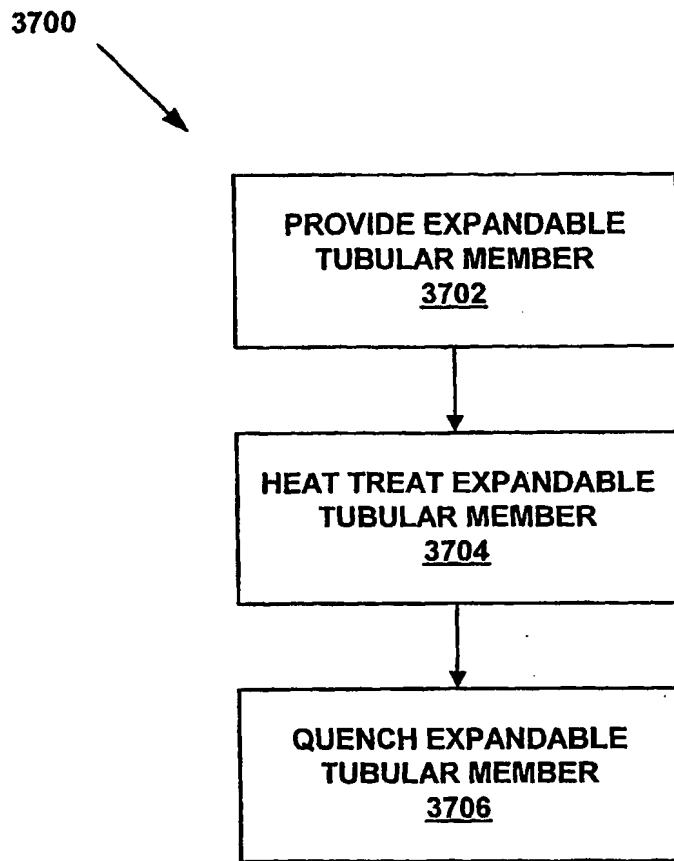 3700
PROVIDE EXPANDABLE
TUBULAR MEMBER
3702
HEAT TREAT EXPANDABLE
TUBULAR MEMBER
3704
QUENCH EXPANDABLE
TUBULAR MEMBER
3706